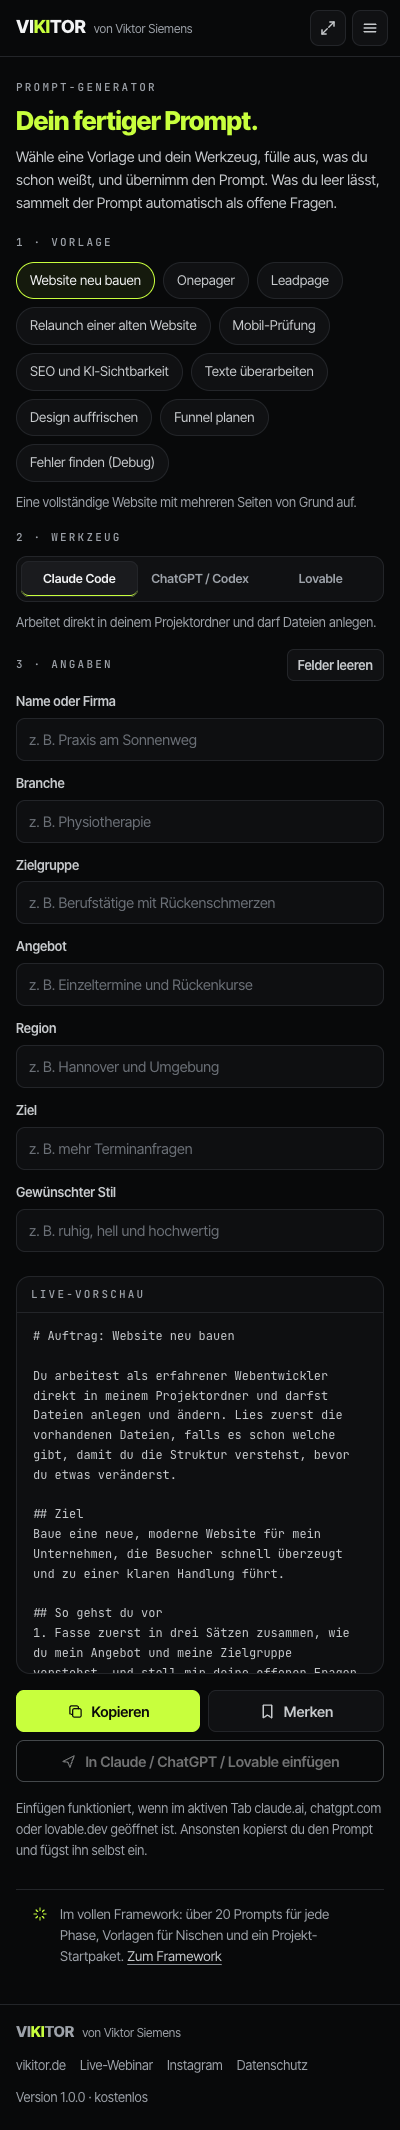 VIKITOR von Viktor Siemens
PROMPT-GENERATOR
Dein fertiger Prompt.
Wähle eine Vorlage und dein Werkzeug, fülle aus, was du
schon weißt, und übernimm den Prompt. Was du leer lässt,
sammelt der Prompt automatisch als offene Fragen.
1 · VORLAGE
Website neu bauen Onepager Leadpage
Relaunch einer alten Website Mobil-Prüfung
SEO und KI-Sichtbarkeit Texte überarbeiten
Design auffrischen Funnel planen
Fehler finden (Debug)
Eine vollständige Website mit mehreren Seiten von Grund auf.
2 · WERKZEUG
Claude Code ChatGPT / Codex Lovable
Arbeitet direkt in deinem Projektordner und darf Dateien anlegen.
3 · ANGABEN Felder leeren
Name oder Firma
z. B. Praxis am Sonnenweg
Branche
z. B. Physiotherapie
Zielgruppe
z. B. Berufstätige mit Rückenschmerzen
Angebot
z. B. Einzeltermine und Rückenkurse
Region
z. B. Hannover und Umgebung
Ziel
z. B. mehr Terminanfragen
Gewünschter Stil
z. B. ruhig, hell und hochwertig
LIVE-VORSCHAU
# Auftrag: Website neu bauen
Du arbeitest als erfahrener Webentwickler
direkt in meinem Projektordner und darfst
Dateien anlegen und ändern. Lies zuerst die
vorhandenen Dateien, falls es schon welche
gibt, damit du die Struktur verstehst, bevor
du etwas veränderst.
## Ziel
Baue eine neue, moderne Website für mein
Unternehmen, die Besucher schnell überzeugt
und zu einer klaren Handlung führt.
## So gehst du vor
1. Fasse zuerst in drei Sätzen zusammen, wie
du mein Angebot und meine Zielgruppe
verstehst, und stell mir deine offenen Fragen
Kopieren Merken
In Claude / ChatGPT / Lovable einfügen
Einfügen funktioniert, wenn im aktiven Tab claude.ai, chatgpt.com
oder lovable.dev geöffnet ist. Ansonsten kopierst du den Prompt
und fügst ihn selbst ein.
Im vollen Framework: über 20 Prompts für jede
Phase, Vorlagen für Nischen und ein Projekt-
Startpaket. Zum Framework
VIKITOR von Viktor Siemens
vikitor.de Live-Webinar Instagram Datenschutz
Version 1.0.0 · kostenlos